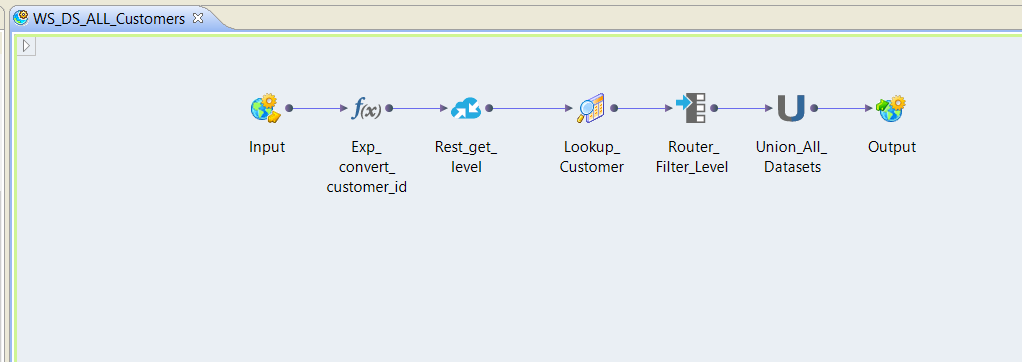 WS_DS_ALL_Customers
f(x)
U
Input
Exp_
convert_
customer_id
Rest_get_
level
Lookup_
Customer
Router_
Filter_Level
Union_All_
Datasets
Output